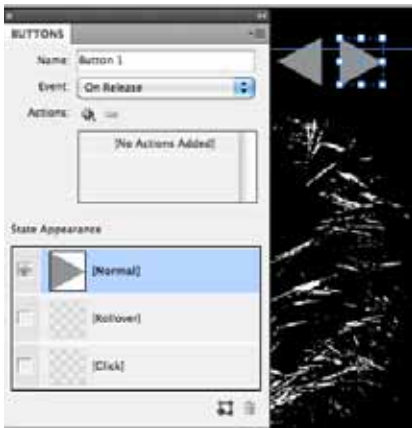 BUTTONS
Name: Button 1
Event: On Release
Actions:
[No Actions Added]
State Appearance
[Normal]
[Rollover]
[Click]